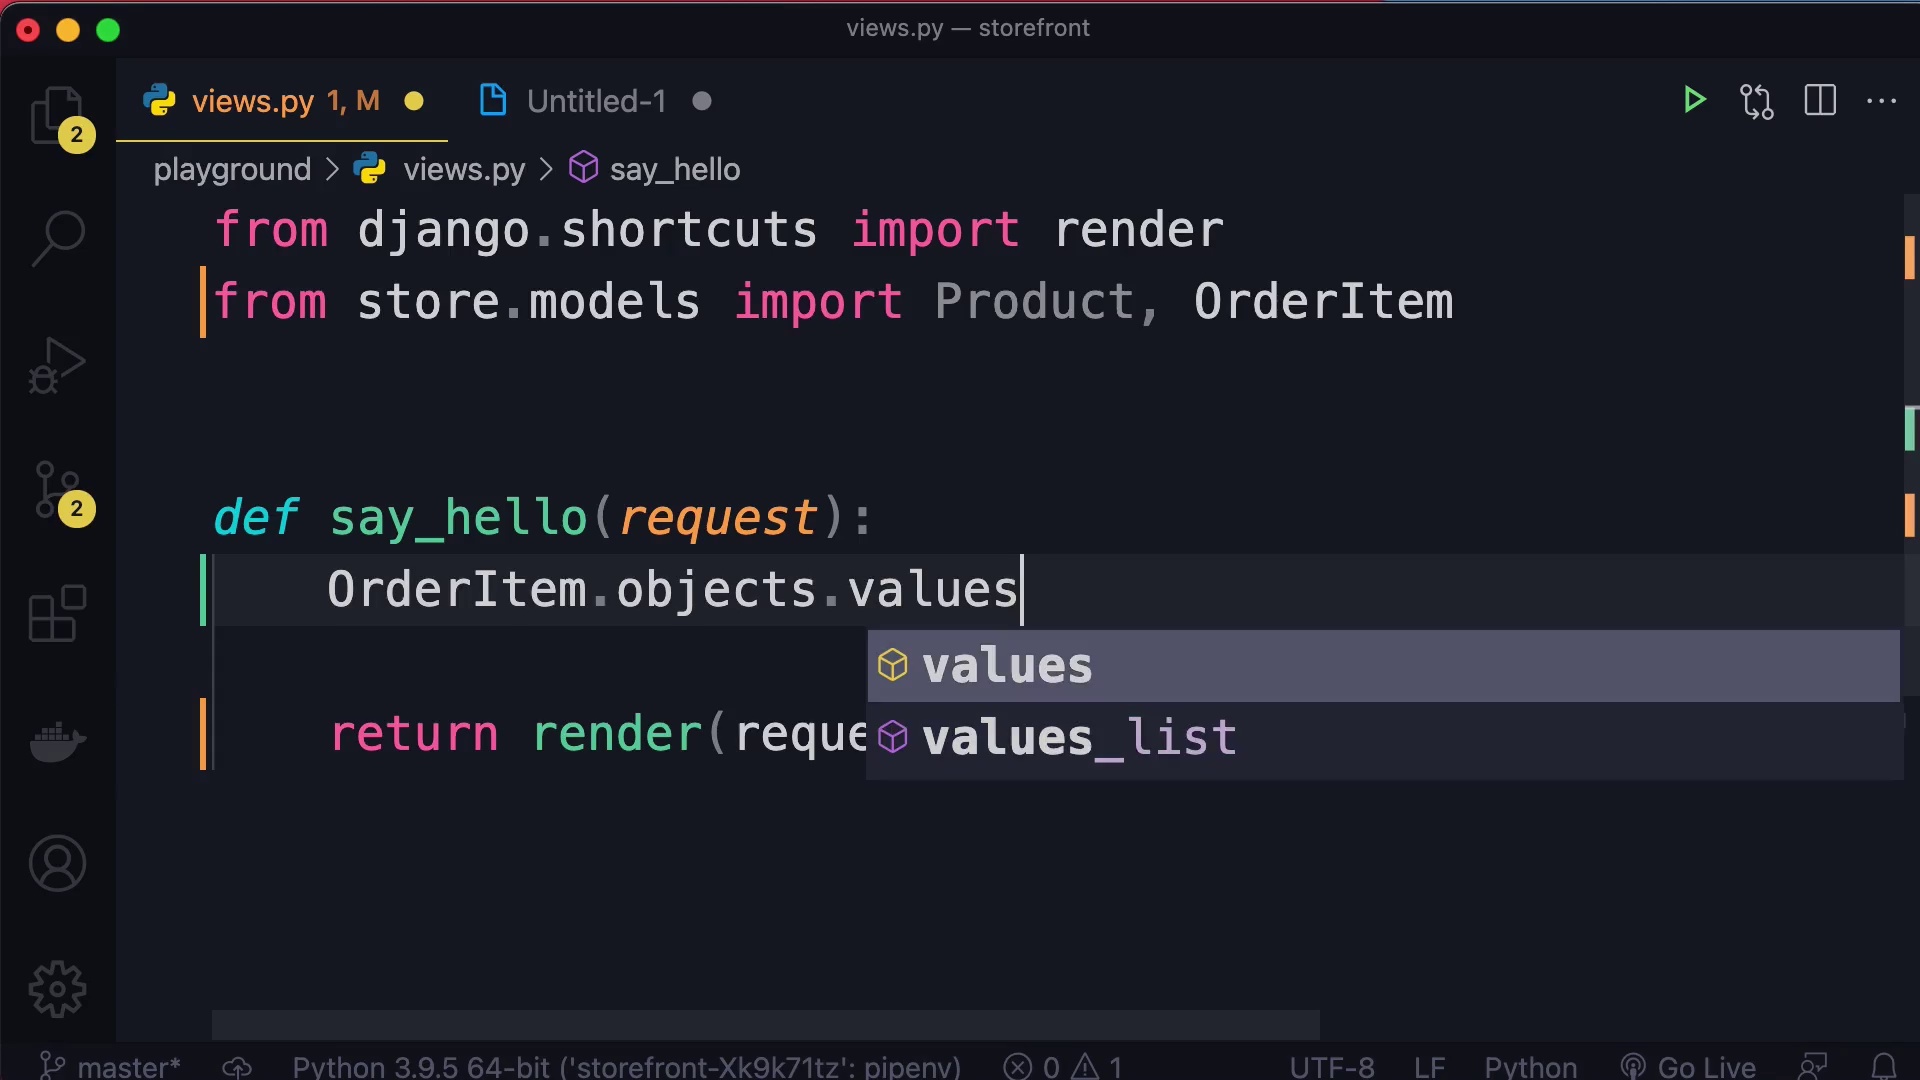 views.py — storefront
views.py 1, M Untitled-1
2
playground > views.py > say_hello
from django.shortcuts import render
from store.models import Product, OrderItem
def say_hello(request):
2
OrderItem.objects.values
values
return render(reque
values_list
master* Python 3.9.5 64-bit ('storefront-Xk9k71tz': pipenv) 0 1 UTF-8 LF Python Go Live